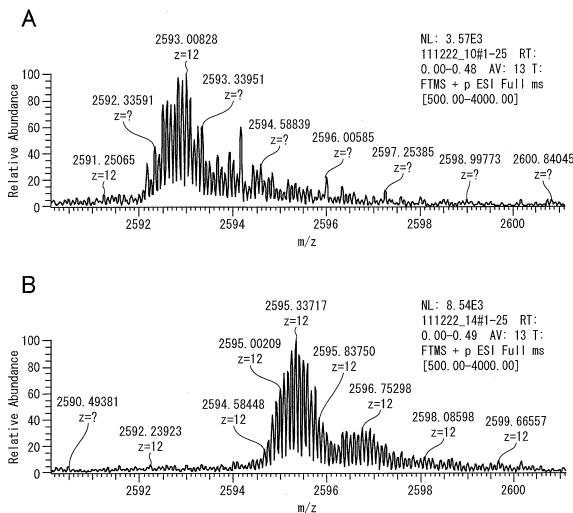 A
2593.00828
z=12
NL: 3.57E3
111222_10#1-25 RT:
0.00-0.48 AV: 13 T:
FTMS + p ESI Full ms
[500.00-4000.00]
2593.33951
z=?
2592.33591
z=?
2594.58839
z=?
2596.00585
z=?
2591.25065
z=12
2597.25385
z=?
2598.99773
z=?
2600.84045
z=?
Relative Abundance
100
80
60
40
20
0
2592 2594 2596 2598 2600
m/z
B
2595.33717
z=12
NL: 8.54E3
111222_14#1-25 RT:
0.00-0.49 AV: 13 T:
FTMS + p ESI Full ms
[500.00-4000.00]
2595.00209
z=12
2595.83750
z=12
2596.75298
z=12
2590.49381
z=?
2594.58448
z=12
2592.23923
z=12
2598.08598
z=12
2599.66557
z=12
Relative Abundance
100
80
60
40
20
0
2592 2594 2596 2598 2600
m/z